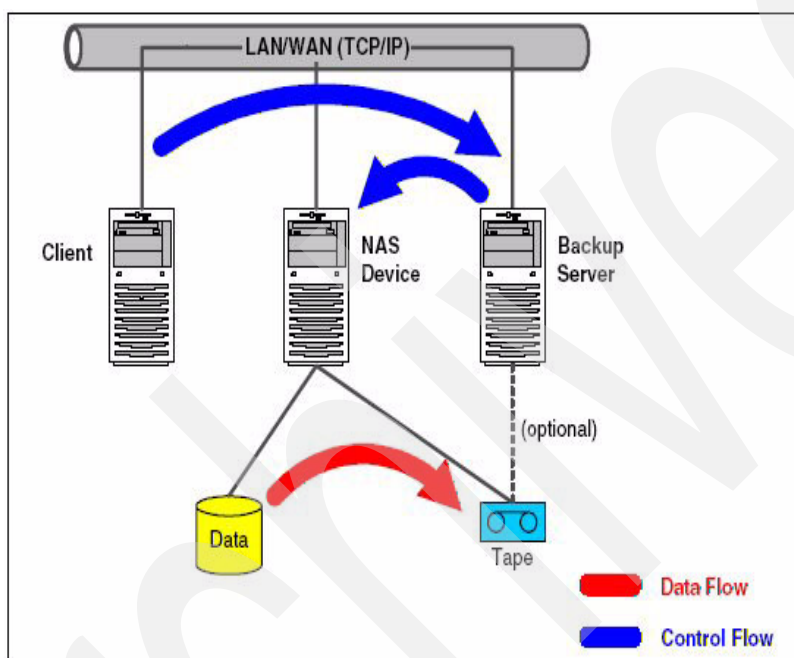 LAN/WAN (TCP/IP)
Client
NAS
Device
Backup
Server
(optional)
Data
Tape
Data Flow
Control Flow